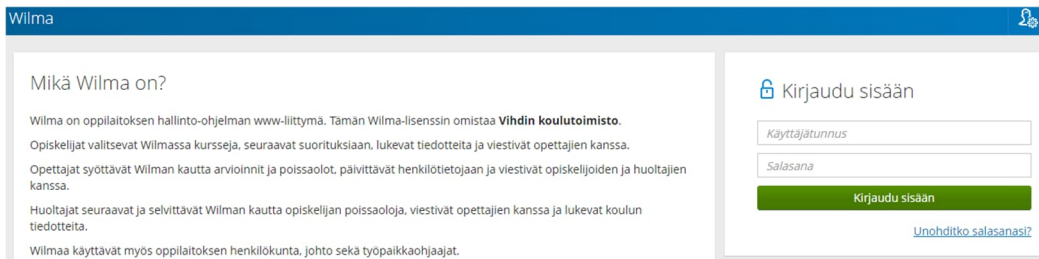 Wilma
Mikä Wilma on?
Wilma on oppilaitoksen hallinto-ohjelman www-liittymä. Tämän Wilma-lisenssin omistaa Vihdin koulutoimisto.
Opiskelijat valitsevat Wilmassa kursseja, seuraavat suorituksiaan, lukevat tiedotteita ja viestivät opettajien kanssa.
Opettajat syöttävät Wilman kautta arvioinnit ja poissaolot, päivittävät henkilötietojaan ja viestivät opiskelijoiden ja huoltajien
kanssa.
Huoltajat seuraavat ja selvittävät Wilman kautta opiskelijan poissaoloja, viestivät opettajien kanssa ja lukevat koulun
tiedotteita.
Wilmaa käyttävät myös oppilaitoksen henkilökunta, johto sekä työpaikkaohjaajat.
Kirjaudu sisään
Käyttäjätunnus
Salasana
Kirjaudu sisään
Unohditko salasanasi?